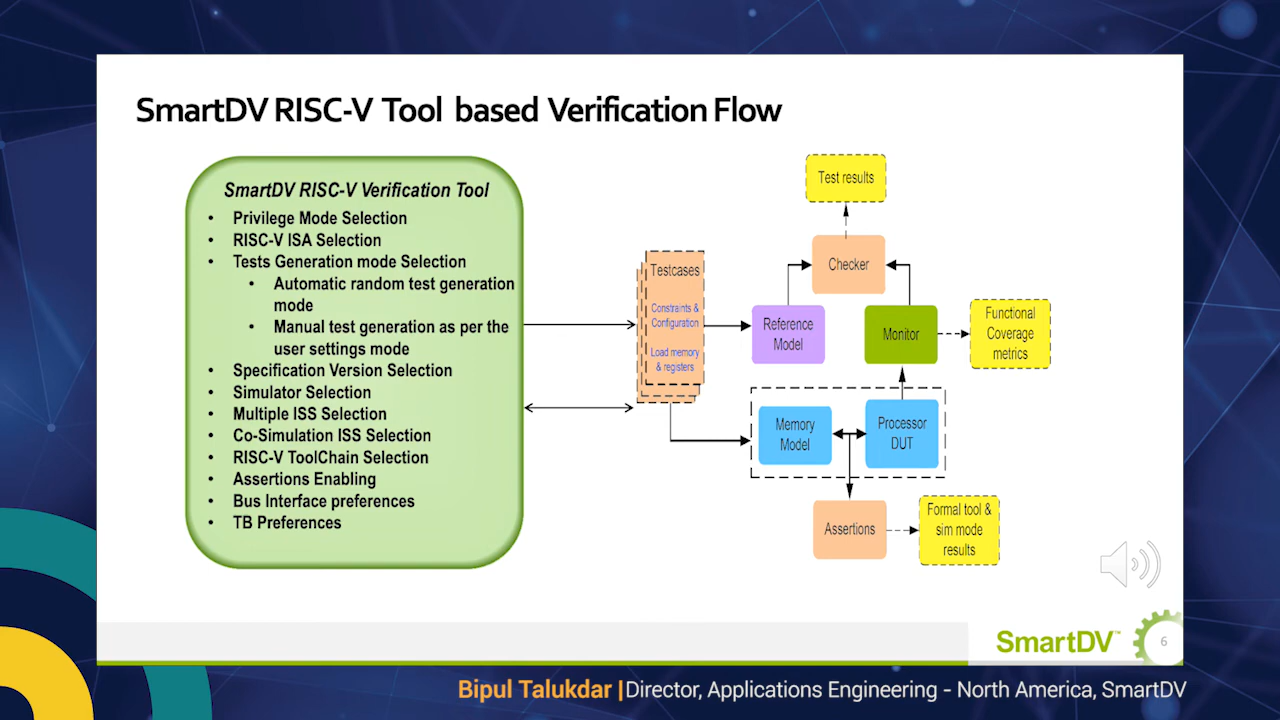 SmartDV RISC-V Tool based Verification Flow
SmartDV RISC-V Verification Tool
• Privilege Mode Selection
• RISC-V ISA Selection
• Tests Generation mode Selection
• Automatic random test generation
mode
• Manual test generation as per the
user settings mode
• Specification Version Selection
• Simulator Selection
• Multiple ISS Selection
• Co-Simulation ISS Selection
• RISC-V ToolChain Selection
• Assertions Enabling
• Bus Interface preferences
• TB Preferences
Testcases
Constraints &
Configuration
Load memory
& registers
Test results
Checker
Reference
Model
Monitor
Functional
Coverage
metrics
Memory
Model
Processor
DUT
Assertions
Formal tool &
sim mode
results
SmartDV™
6
Bipul Talukdar | Director, Applications Engineering - North America, SmartDV